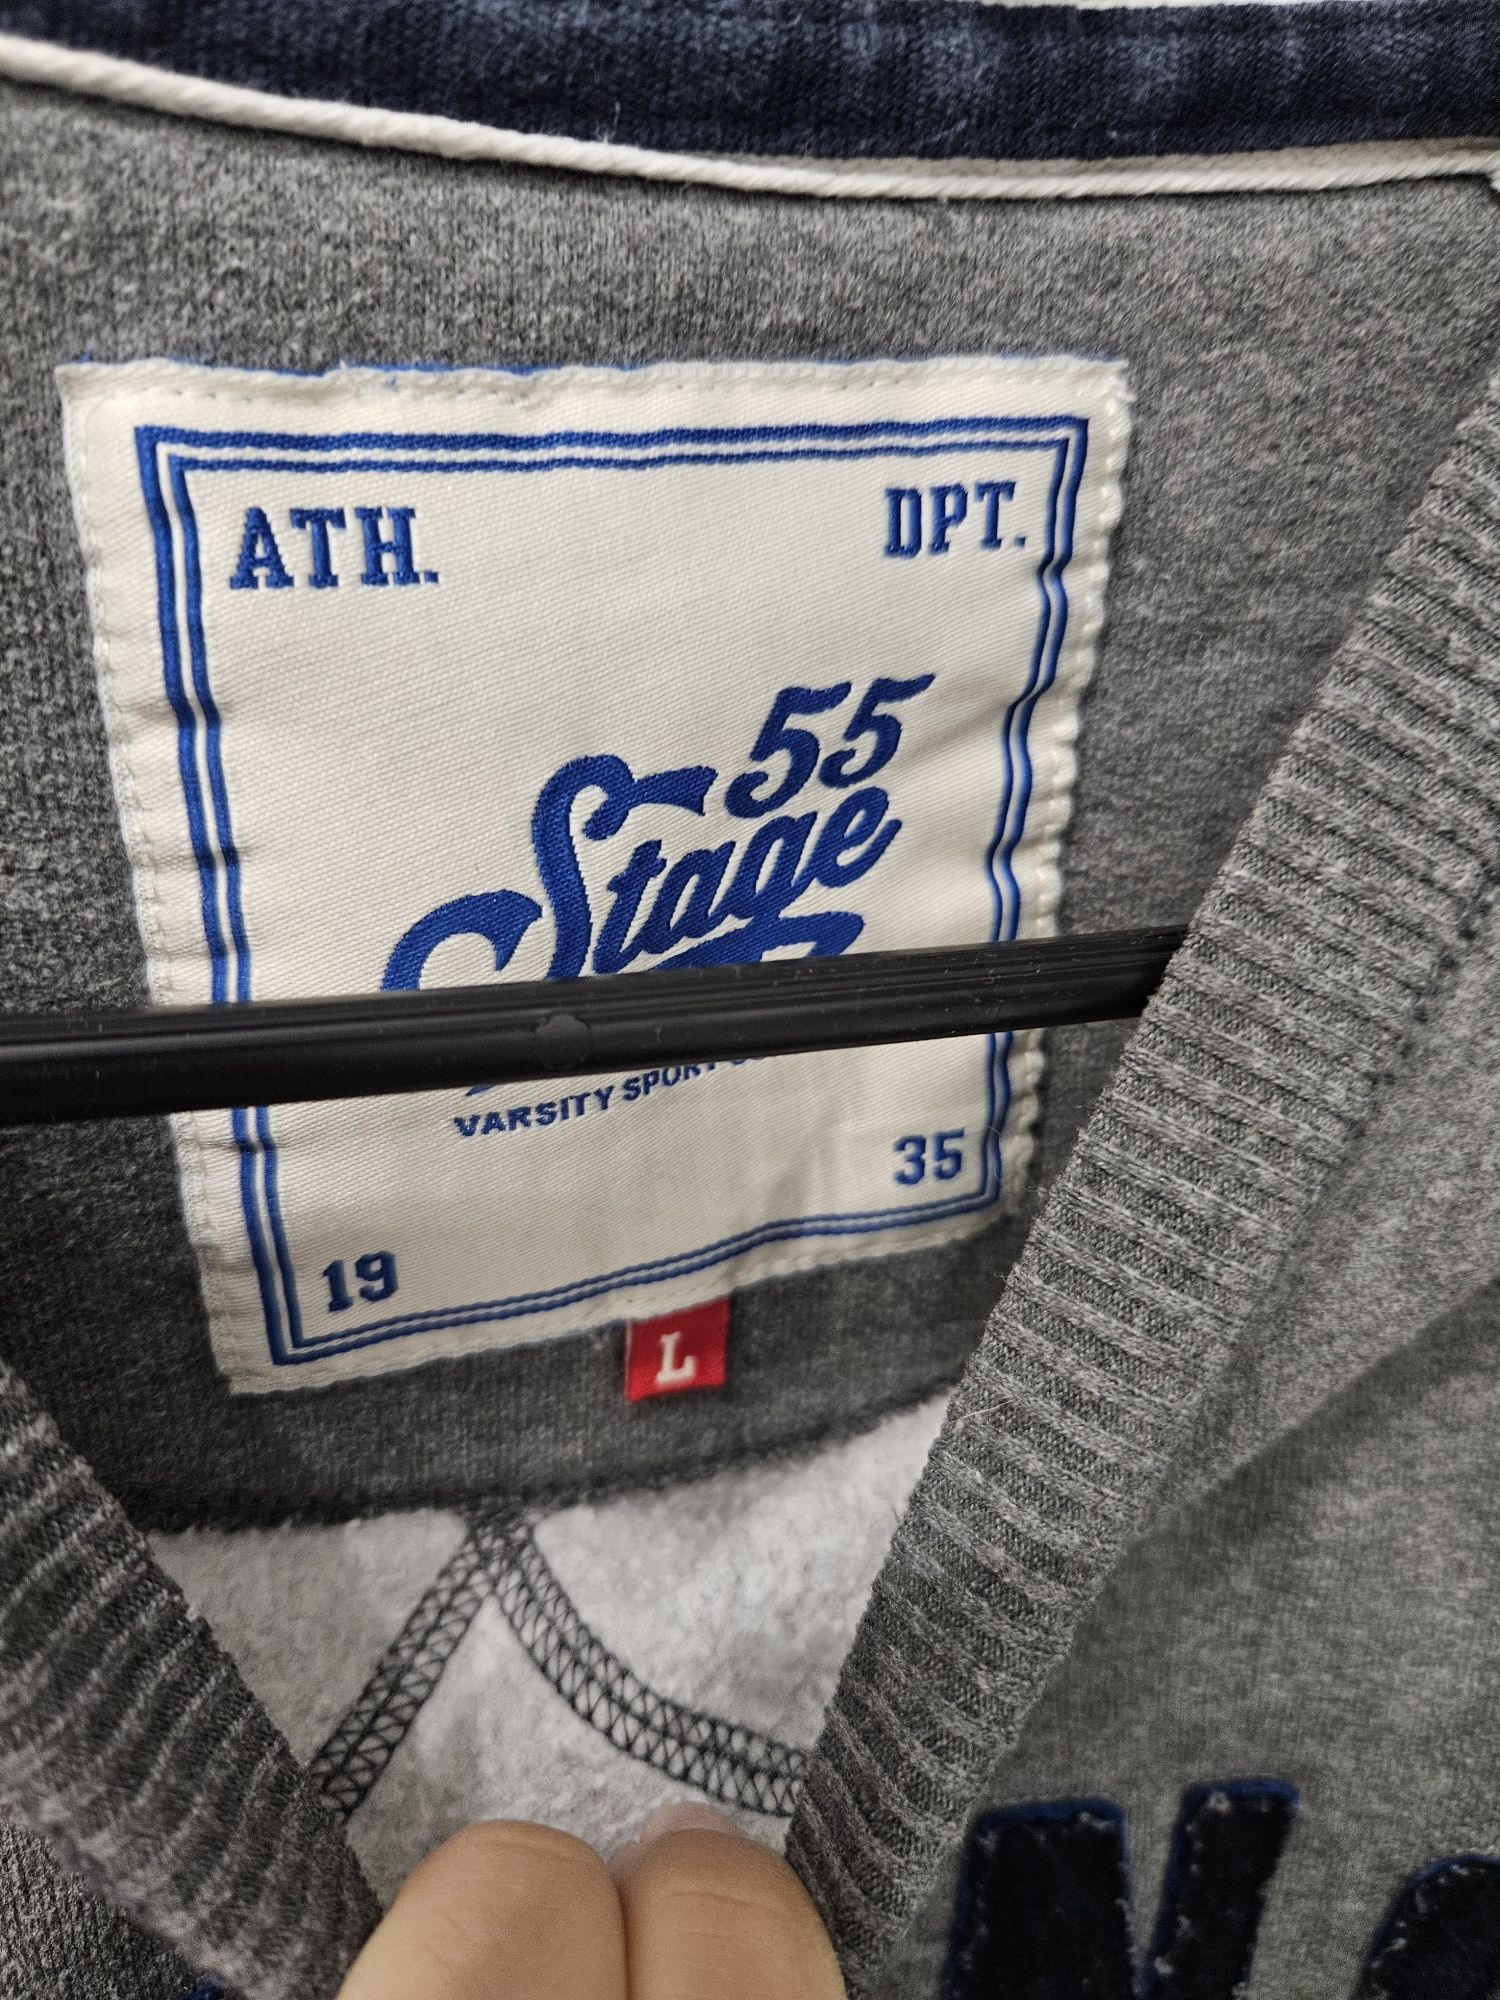 ATH. DPT.
55
Stage
VARSITY SPORT
19 35
L